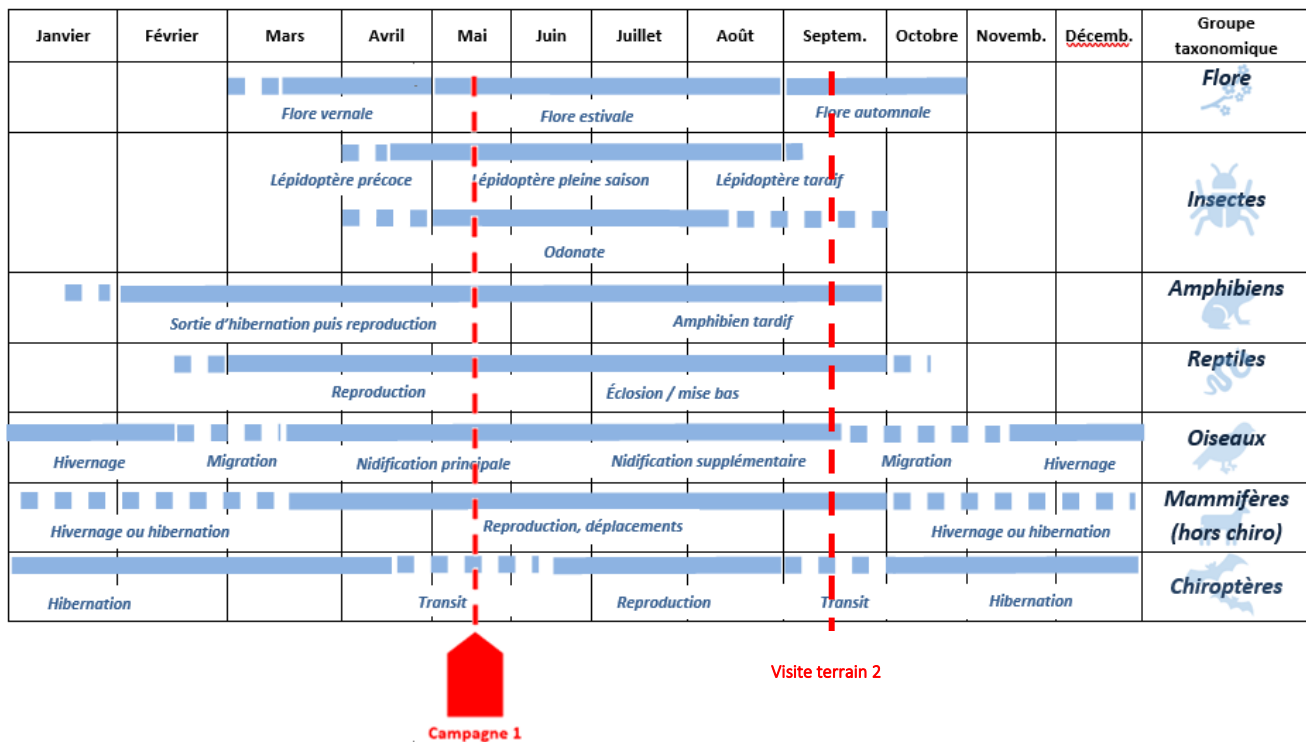 Janvier Février Mars Avril Mai Juin Juillet Août Septem. Octobre Novemb. Décemb. Groupe
taxonomique
Flore
Flore vernale Flore estivale Flore automnale
Lépidoptère précoce Lépidoptère pleine saison Lépidoptère tardif
Insectes
Odonate
Amphibiens
Sortie d'hibernation puis reproduction Amphibien tardif
Reptiles
Reproduction Éclosion / mise bas
Oiseaux
Hivernage Migration Nidification principale Nidification supplémentaire Migration Hivernage
Mammifères
(hors chiro)
Hivernage ou hibernation Reproduction, déplacements Hivernage ou hibernation
Chiroptères
Hibernation Transit Reproduction Transit Hibernation
Visite terrain 2
Campagne 1